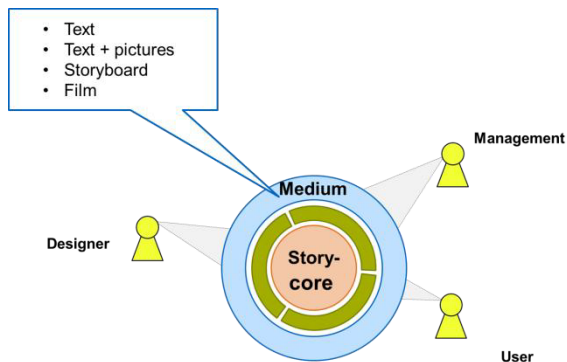 • Text
• Text + pictures
• Storyboard
• Film
Management
Medium
Designer
Story-
core
User